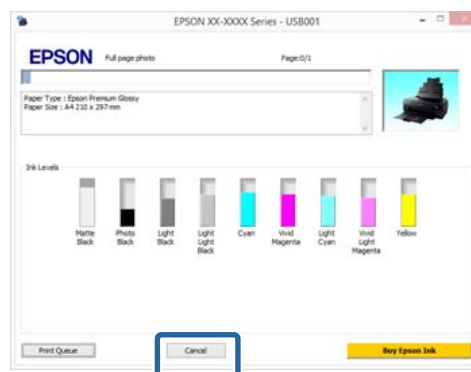 EPSON XX-XXXX Series - USB001
EPSON Full page photo Page:0/1
Paper Type : Epson Premium Glossy
Paper Size : A4 210 x 297 mm
Ink Levels
Matte Black
Photo Black
Light Black
Light Light Black
Cyan
Vivid Magenta
Light Cyan
Vivid Light Magenta
Yellow
Print Queue Cancel Buy Epson Ink